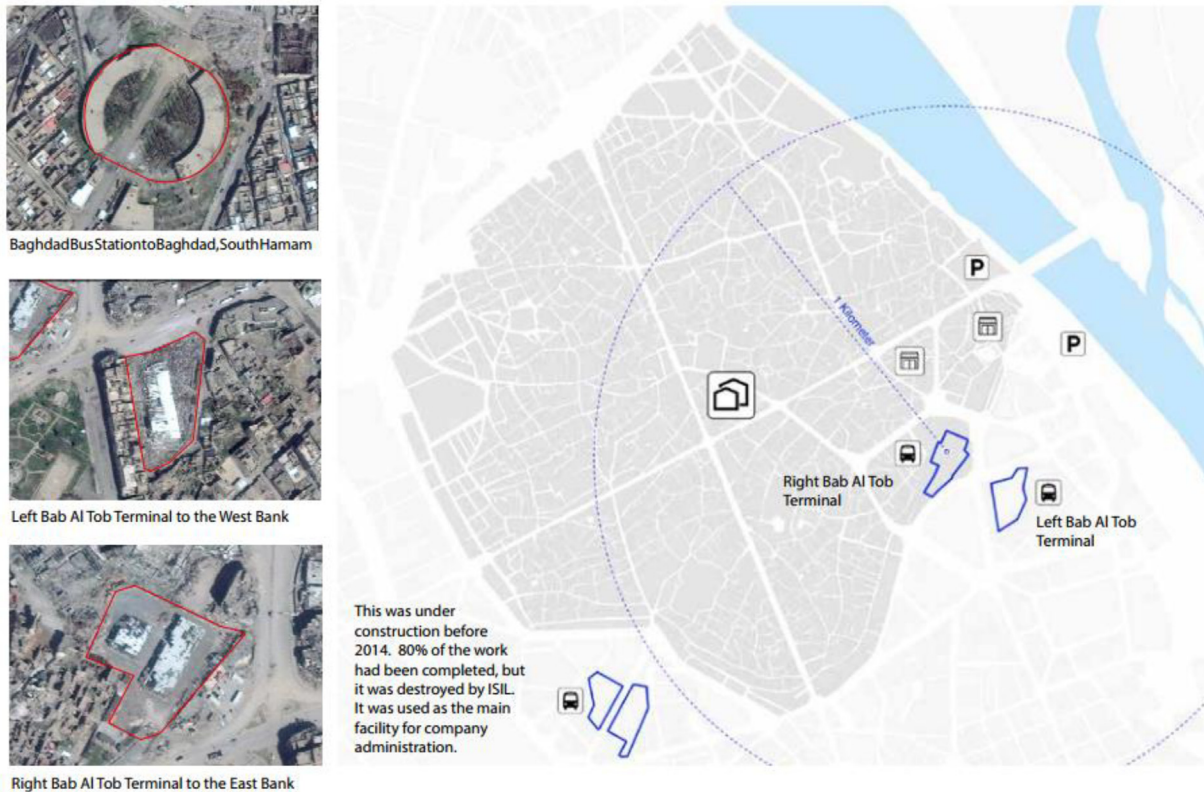 BaghdadBusStationtoBaghdad,SouthHamam
Left Bab Al Tob Terminal to the West Bank
Right Bab Al Tob Terminal to the East Bank
1 Kilometer
P
P
Right Bab Al Tob
Terminal
Left Bab Al Tob
Terminal
This was under
construction before
2014. 80% of the work
had been completed, but
it was destroyed by ISIL.
It was used as the main
facility for company
administration.